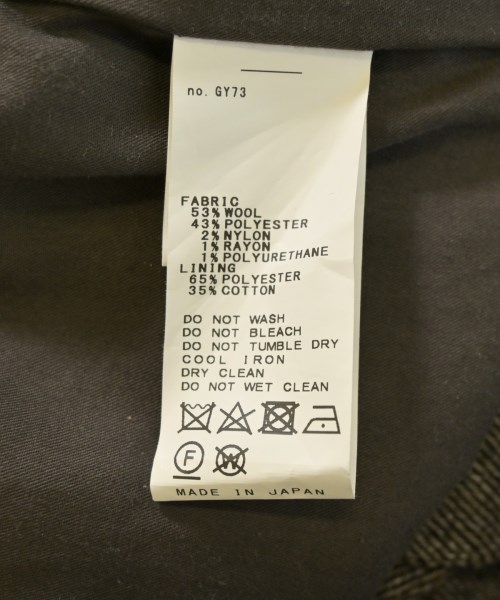 no. GY73
FABRIC
53% WOOL
43% POLYESTER
2% NYLON
1% RAYON
1% POLYURETHANE
LINING
65% POLYESTER
35% COTTON
DO NOT WASH
DO NOT BLEACH
DO NOT TUMBLE DRY
COOL IRON
DRY CLEAN
DO NOT WET CLEAN
F W
MADE IN JAPAN